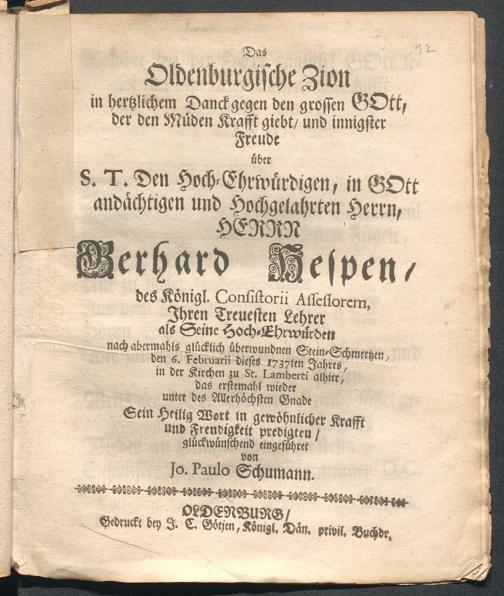 12
Das
Oldenburgische Zion
in hertzlichem Danck gegen den grossen GOtt,
der den Müden Krafft giebt/ und innigster
Freude
über
S. T. Den Hoch-Ehrwürdigen, in GOtt
andächtigen und Hochgelahrten Herrn,
HERRN
Gerhard Hespen/
des Königl. Consistorii Assessorem,
Ihren Treuesten Lehrer
als Seine Hoch-Ehrwürden
nach abermahls glücklich überwundnen Stein-Schmertzen,
den 6. Februarii dieses 1737ten Jahres,
in der Kirchen zu St. Lamberti alhier,
das erstemahl wieder
unter des Allerhöchsten Gnade
Sein Heilig Wort in gewöhnlicher Krafft
und Freudigkeit predigten/
glückwünschend eingeführet
von
Jo. Paulo Schumann.
OLDENBURG/
Gedruckt bey J. C. Götjen, Königl. Dän. privil. Buchdr.